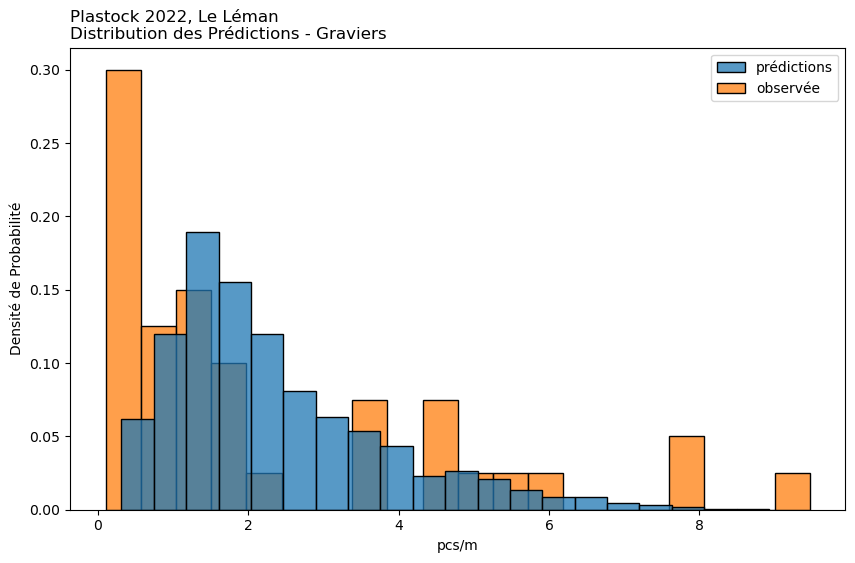 Plastock 2022, Le Léman
Distribution des Prédictions - Graviers
prédictions
observée
0.30
0.25
0.20
0.15
0.10
0.05
0.00
Densité de Probabilité
0 2 4 6 8
pcs/m